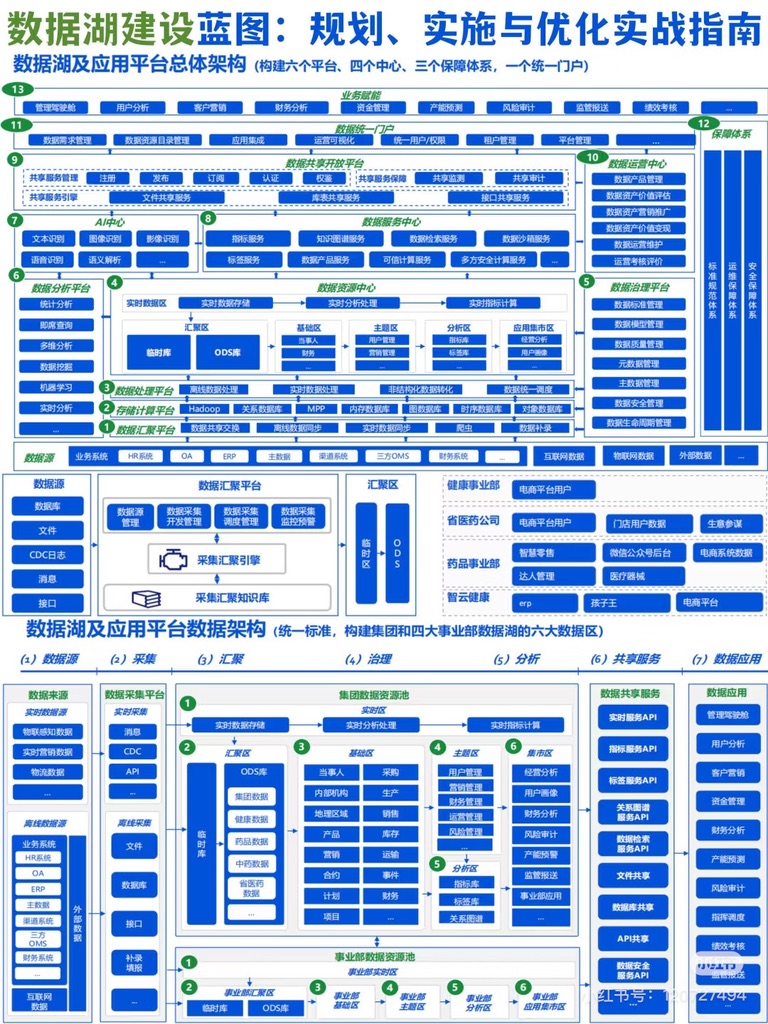 数据湖建设蓝图：规划、实施与优化实战指南
数据湖及应用平台总体架构（构建六个平台、四个中心、三个保障体系，一个统一门户）
13
业务赋能
管理驾驶舱 用户分析 客户营销 财务分析 资金管理 产能预测 风险审计 监管报送 绩效考核 ...
11
数据统一门户
数据需求管理 数据资源目录管理 应用集成 运营可视化 统一用户/权限 租户管理 平台管理 ...
12
保障体系
标准规范体系
运维保障体系
安全保障体系
9
数据共享开放平台
共享服务管理 注册 发布 订阅 认证 权鉴 共享服务保障 共享监测 共享审计
共享服务引擎 文件共享服务 库表共享服务 接口共享服务
10
数据运营中心
数据产品管理
数据资产价值评估
数据资产营销推广
数据资产价值变现
数据运营维护
运营考核评价
7
AI中心
文本识别 图像识别 影像识别
语音识别 语义解析 ...
8
数据服务中心
指标服务 知识图谱服务 数据检索服务 数据沙箱服务
标签服务 数据产品服务 可信计算服务 多方安全计算服务 ...
6
数据分析平台
统计分析
即席查询
多维分析
数据挖掘
机器学习
实时分析
...
4
数据资源中心
实时数据区 实时数据存储 实时分析处理 实时指标计算
汇聚区 基础区 主题区 分析区 应用集市区
临时库 ODS库
当事人 用户管理 指标库 经营分析
财务 营销管理 标签库 用户画像
... ... ... ...
5
数据治理平台
数据标准管理
数据模型管理
数据质量管理
元数据管理
主数据管理
数据安全管理
数据生命周期管理
3
数据处理平台 离线数据处理 实时数据处理 非结构化数据转化 数据统一调度
2
存储计算平台 Hadoop 关系数据库 MPP 内存数据库 图数据库 时序数据库 对象数据库
1
数据汇聚平台 数据共享交换 离线数据同步 实时数据同步 爬虫 数据补录
数据源 业务系统 HR系统 OA ERP 主数据 渠道系统 三方OMS 财务系统 ... 互联网数据 物联网数据 外部数据 ...
数据源
数据库
文件
CDC日志
消息
接口
数据汇聚平台
数据源管理 数据采集开发管理 数据采集调度管理 数据采集监控预警
采集汇聚引擎
采集汇聚知识库
汇聚区
临时区
ODS
健康事业部 电商平台用户
省医药公司 电商平台用户 门店用户数据 生意参谋
药品事业部 智慧零售 微信公众号后台 电商系统数据
达人管理 医疗器械
智云健康 erp 孩子王 电商平台
数据湖及应用平台数据架构（统一标准，构建集团和四大事业部数据湖的六大数据区）
（1）数据源 （2）采集 （3）汇聚 （4）治理 （5）分析 （6）共享服务 （7）数据应用
数据来源
实时数据源
物联感知数据
实时营销数据
物流数据
...
离线数据源
业务系统
HR系统
OA
ERP
主数据
渠道系统
三方OMS
财务系统
...
外部数据
互联网数据
数据采集平台
实时采集
消息
CDC
API
...
离线采集
文件
数据库
接口
补录填报
...
集团数据资源池
1
实时区
实时数据存储 实时分析处理 实时指标计算
2
汇聚区
临时库
ODS库
集团数据
健康数据
药品数据
中药数据
省医药数据
...
3
基础区
当事人 采购
内部机构 生产
地理区域 销售
产品 库存
营销 运输
合约 事件
计划 财务
项目 ...
4
主题区
用户管理
营销管理
财务管理
运营管理
风险管理
...
5
分析区
指标库
标签库
关系图谱
6
集市区
经营分析
用户画像
财务分析
风险审计
产能预警
监管报送
事业部应用
...
事业部数据资源池
1
事业部实时区
2
事业部汇聚区
临时库 ODS库
3
事业部基础区
4
事业部主题区
5
事业部分析区
6
事业部应用集市区
数据共享服务
实时服务API
指标服务API
标签服务API
关系图谱服务API
数据检索服务API
文件共享
数据库共享
API共享
数据安全服务API
...
数据应用
管理驾驶舱
用户分析
客户营销
资金管理
财务分析
产能预测
风险审计
指挥调度
绩效考核
监管报送
...
小红书
小红书号：190727494